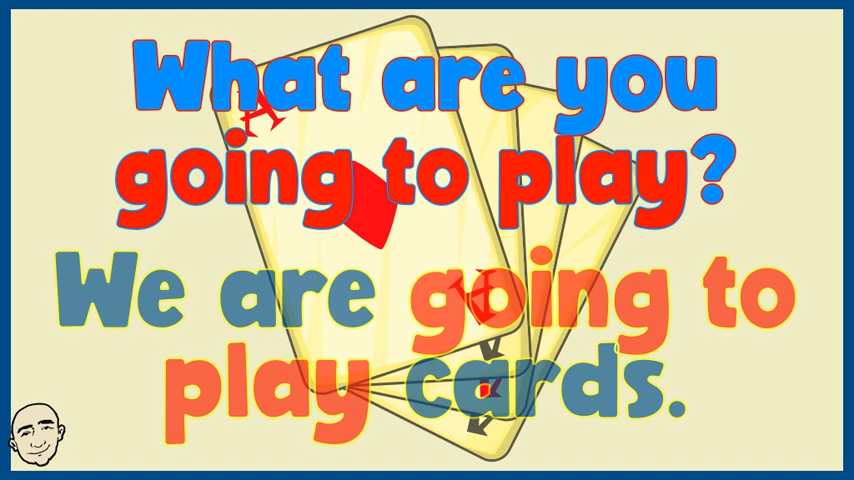 What are you
going to play?
We are going to
play cards.
A
A